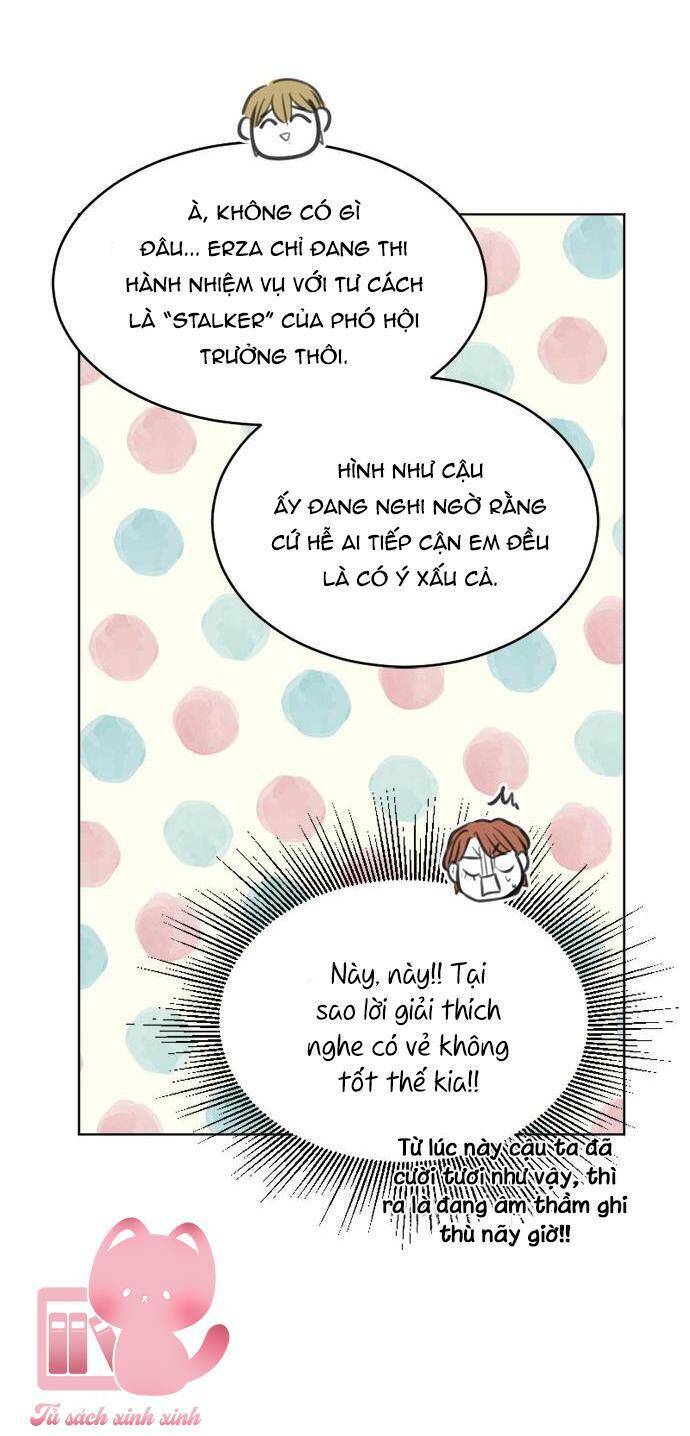 À, KHÔNG CÓ GÌ
ĐÂU... ERZA CHỈ ĐANG THI
HÀNH NHIỆM VỤ VỚI TƯ CÁCH
LÀ “STALKER” CỦA PHÓ HỘI
TRƯỞNG THÔI.
HÌNH NHƯ CẬU
ẤY ĐANG NGHI NGỜ RẰNG
CỨ HỄ AI TIẾP CẬN EM ĐỀU
LÀ CÓ Ý XẤU CẢ.
Này, này!! Tại
sao lời giải thích
nghe có vẻ không
tốt thế kia!!
Từ lúc này cậu ta đã
cười tươi như vậy, thì
ra là đang âm thầm ghi
thù nãy giờ!!
Tủ sách xinh xinh